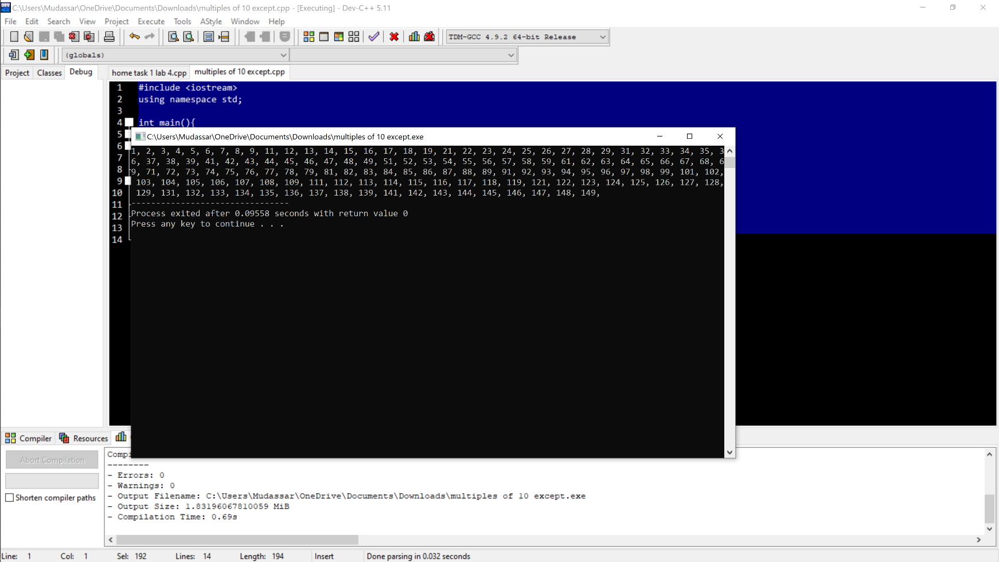 C:\Users\Mudassar\OneDrive\Documents\Downloads\multiples of 10 except.cpp - [Executing] - Dev-C++ 5.11
File Edit Search View Project Execute Tools AStyle Window Help
TDM-GCC 4.9.2 64-bit Release
(globals)
Project Classes Debug home task 1 lab 4.cpp multiples of 10 except.cpp
1 #include <iostream>
2 using namespace std;
3
4 int main(){
5
6
7
8
9
10
11
12
13
14
C:\Users\Mudassar\OneDrive\Documents\Downloads\multiples of 10 except.exe
1, 2, 3, 4, 5, 6, 7, 8, 9, 11, 12, 13, 14, 15, 16, 17, 18, 19, 21, 22, 23, 24, 25, 26, 27, 28, 29, 31, 32, 33, 34, 35, 3
6, 37, 38, 39, 41, 42, 43, 44, 45, 46, 47, 48, 49, 51, 52, 53, 54, 55, 56, 57, 58, 59, 61, 62, 63, 64, 65, 66, 67, 68, 6
9, 71, 72, 73, 74, 75, 76, 77, 78, 79, 81, 82, 83, 84, 85, 86, 87, 88, 89, 91, 92, 93, 94, 95, 96, 97, 98, 99, 101, 102,
103, 104, 105, 106, 107, 108, 109, 111, 112, 113, 114, 115, 116, 117, 118, 119, 121, 122, 123, 124, 125, 126, 127, 128,
129, 131, 132, 133, 134, 135, 136, 137, 138, 139, 141, 142, 143, 144, 145, 146, 147, 148, 149,
--------------------------------
Process exited after 0.09558 seconds with return value 0
Press any key to continue . . .
Compiler Resources
Abort Compilation
Shorten compiler paths
--------
- Errors: 0
- Warnings: 0
- Output Filename: C:\Users\Mudassar\OneDrive\Documents\Downloads\multiples of 10 except.exe
- Output Size: 1.83196067810059 MiB
- Compilation Time: 0.69s
Line: 1 Col: 1 Sel: 192 Lines: 14 Length: 194 Insert Done parsing in 0.032 seconds